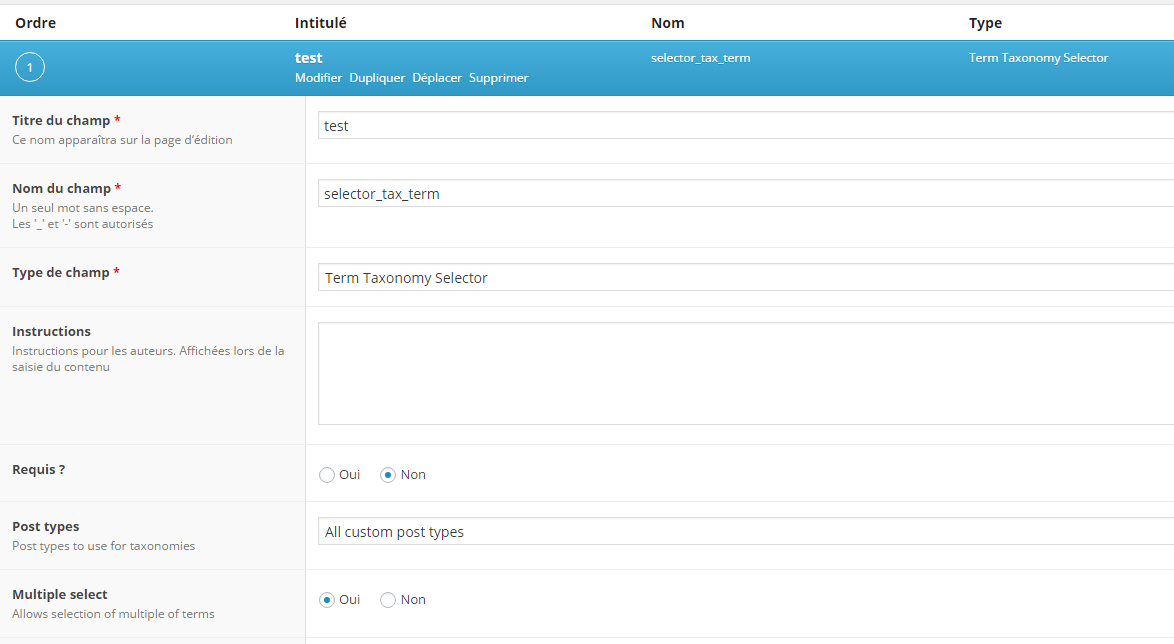 Ordre Intitulé Nom Type
1 test selector_tax_term Term Taxonomy Selector
Modifier Dupliquer Déplacer Supprimer
Titre du champ * test
Ce nom apparaîtra sur la page d'édition
Nom du champ * selector_tax_term
Un seul mot sans espace.
Les '_' et '-' sont autorisés
Type de champ * Term Taxonomy Selector
Instructions
Instructions pour les auteurs. Affichées lors de la
saisie du contenu
Requis ? Oui Non
Post types All custom post types
Post types to use for taxonomies
Multiple select Oui Non
Allows selection of multiple of terms